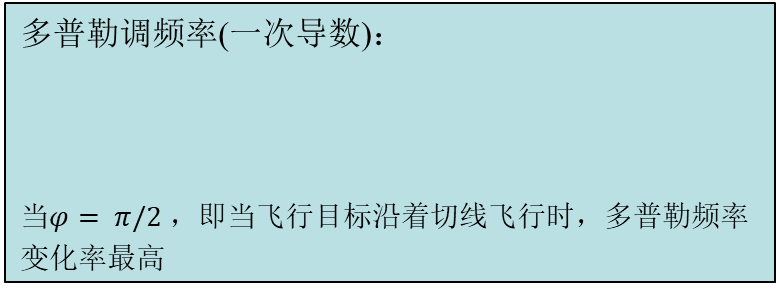 多普勒调频率(一次导数)：
当φ = π/2 ，即当飞行目标沿着切线飞行时，多普勒频率
变化率最高